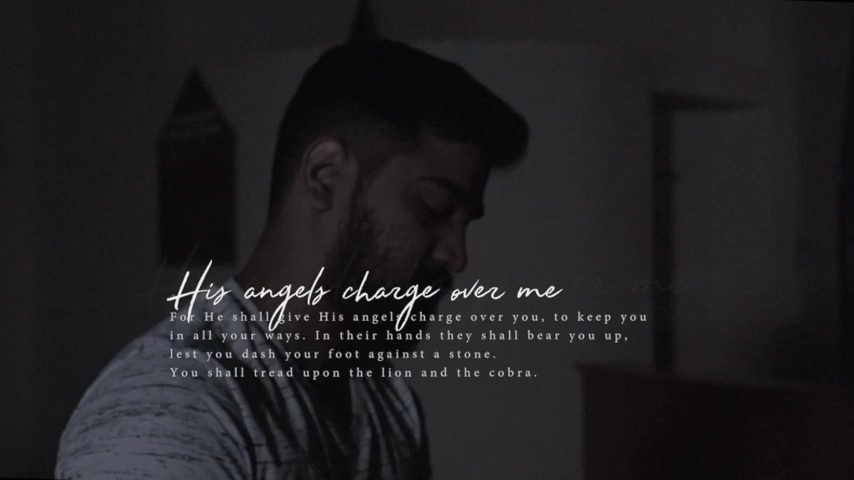 His angels charge over me
For He shall give His angels charge over you, to keep you
in all your ways. In their hands they shall bear you up,
lest you dash your foot against a stone.
You shall tread upon the lion and the cobra.